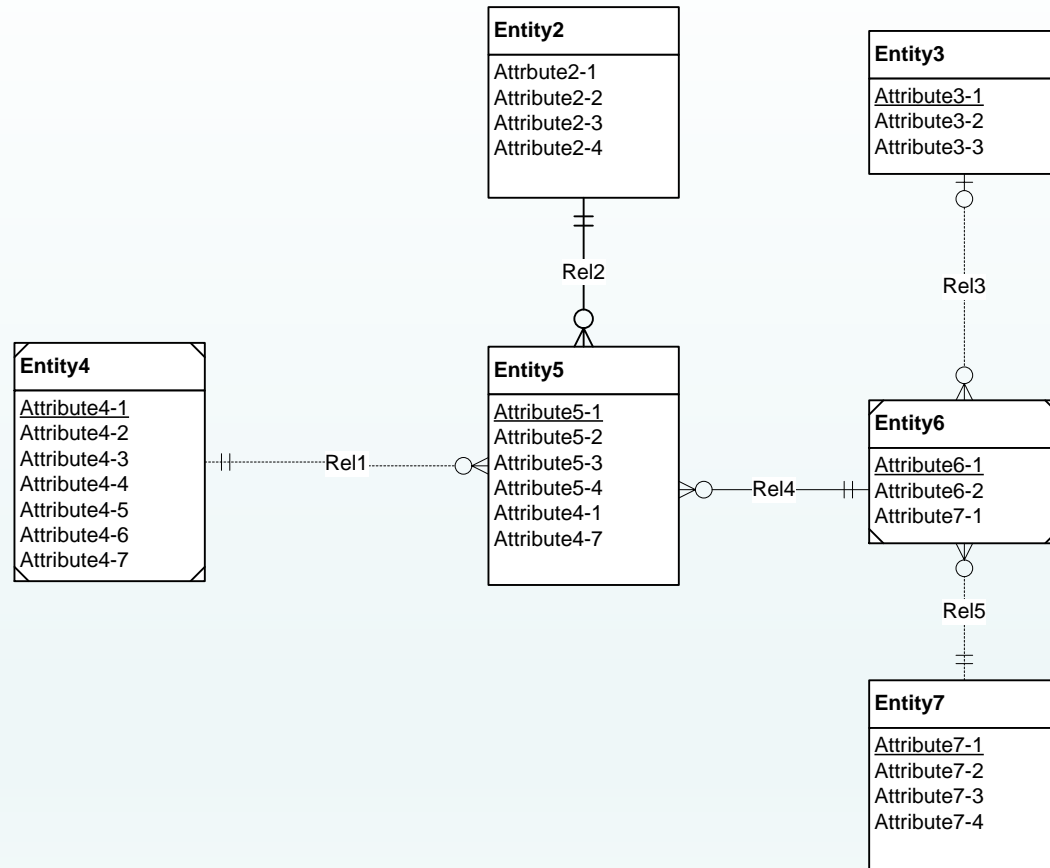 Entity2
Attrbute2-1
Attribute2-2
Attribute2-3
Attribute2-4
Entity3
Attribute3-1
Attribute3-2
Attribute3-3
Rel2
Rel3
Entity4
Attribute4-1
Attribute4-2
Attribute4-3
Attribute4-4
Attribute4-5
Attribute4-6
Attribute4-7
Rel1
Entity5
Attribute5-1
Attribute5-2
Attribute5-3
Attribute5-4
Attribute4-1
Attribute4-7
Rel4
Entity6
Attribute6-1
Attribute6-2
Attribute7-1
Rel5
Entity7
Attribute7-1
Attribute7-2
Attribute7-3
Attribute7-4